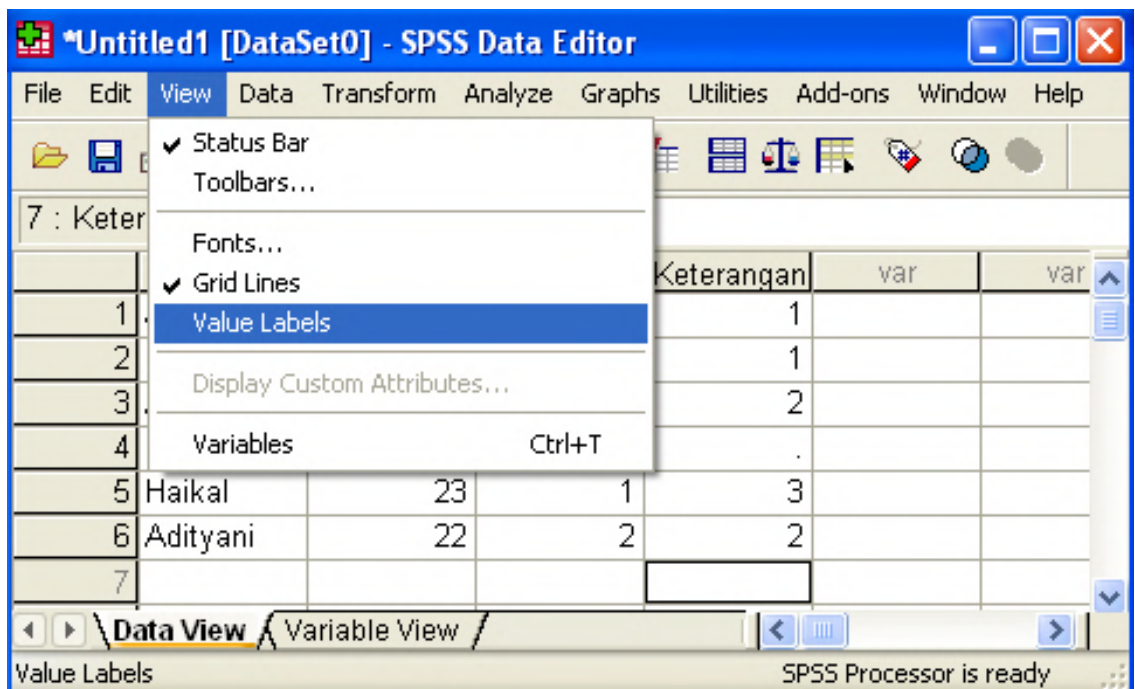 *Untitled1 [DataSet0] - SPSS Data Editor
File Edit View Data Transform Analyze Graphs Utilities Add-ons Window Help
Status Bar
Toolbars...
Fonts...
Grid Lines
Value Labels
Display Custom Attributes...
Variables Ctrl+T
7 : Keter
Keterangan var var
1 1
2 1
3 2
4 .
5 Haikal 23 1 3
6 Adityani 22 2 2
7
Data View Variable View
Value Labels SPSS Processor is ready